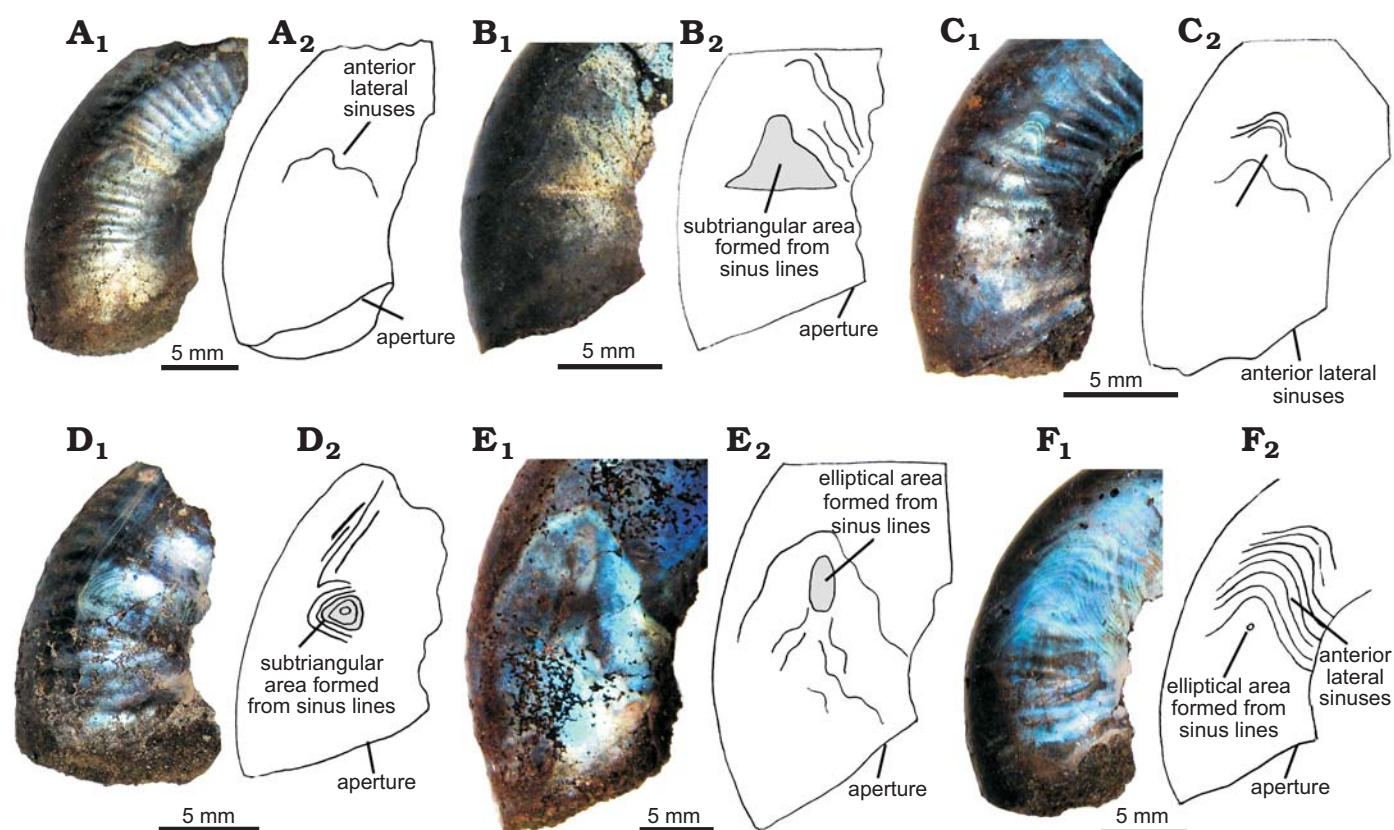 A1 A2 B1 B2 C1 C2
anterior
lateral
sinuses
aperture
5 mm
subtriangular area
formed from
sinus lines
aperture
5 mm
anterior lateral
sinuses
5 mm
D1 D2 E1 E2 F1 F2
subtriangular
area formed
from sinus lines
aperture
5 mm
elliptical area
formed from
sinus lines
aperture
5 mm
anterior
lateral
sinuses
elliptical area
formed from
sinus lines
aperture
5 mm